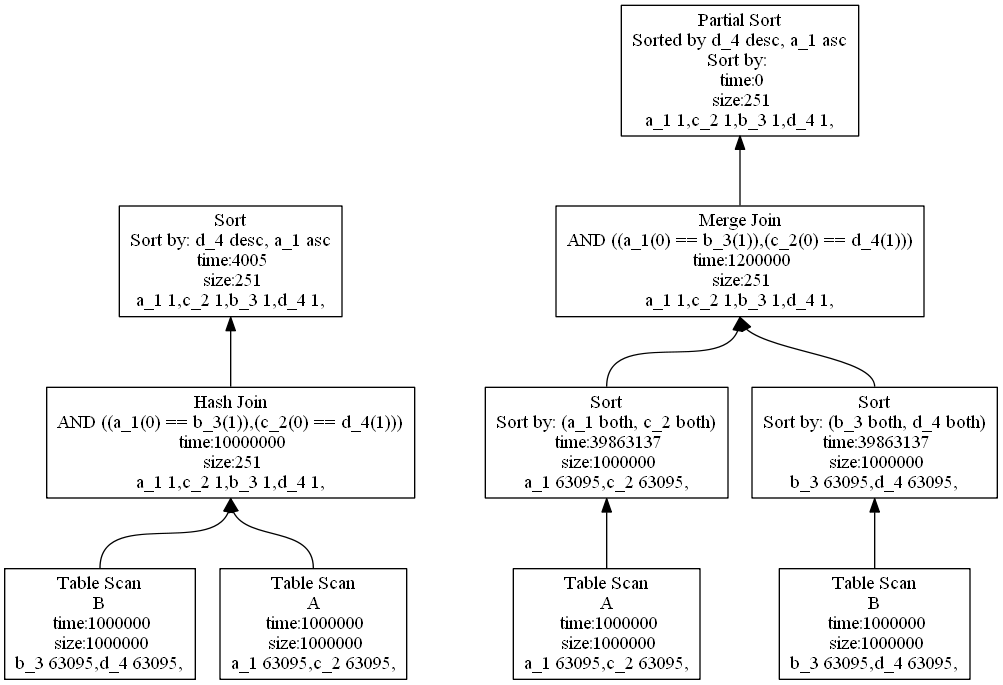 Partial Sort
Sorted by d_4 desc, a_1 asc
Sort by:
time:0
size:251
a_1 1,c_2 1,b_3 1,d_4 1,
Sort
Sort by: d_4 desc, a_1 asc
time:4005
size:251
a_1 1,c_2 1,b_3 1,d_4 1,
Merge Join
AND ((a_1(0) == b_3(1)),(c_2(0) == d_4(1)))
time:1200000
size:251
a_1 1,c_2 1,b_3 1,d_4 1,
Hash Join
AND ((a_1(0) == b_3(1)),(c_2(0) == d_4(1)))
time:10000000
size:251
a_1 1,c_2 1,b_3 1,d_4 1,
Sort
Sort by: (a_1 both, c_2 both)
time:39863137
size:1000000
a_1 63095,c_2 63095,
Sort
Sort by: (b_3 both, d_4 both)
time:39863137
size:1000000
b_3 63095,d_4 63095,
Table Scan
B
time:1000000
size:1000000
b_3 63095,d_4 63095,
Table Scan
A
time:1000000
size:1000000
a_1 63095,c_2 63095,
Table Scan
A
time:1000000
size:1000000
a_1 63095,c_2 63095,
Table Scan
B
time:1000000
size:1000000
b_3 63095,d_4 63095,